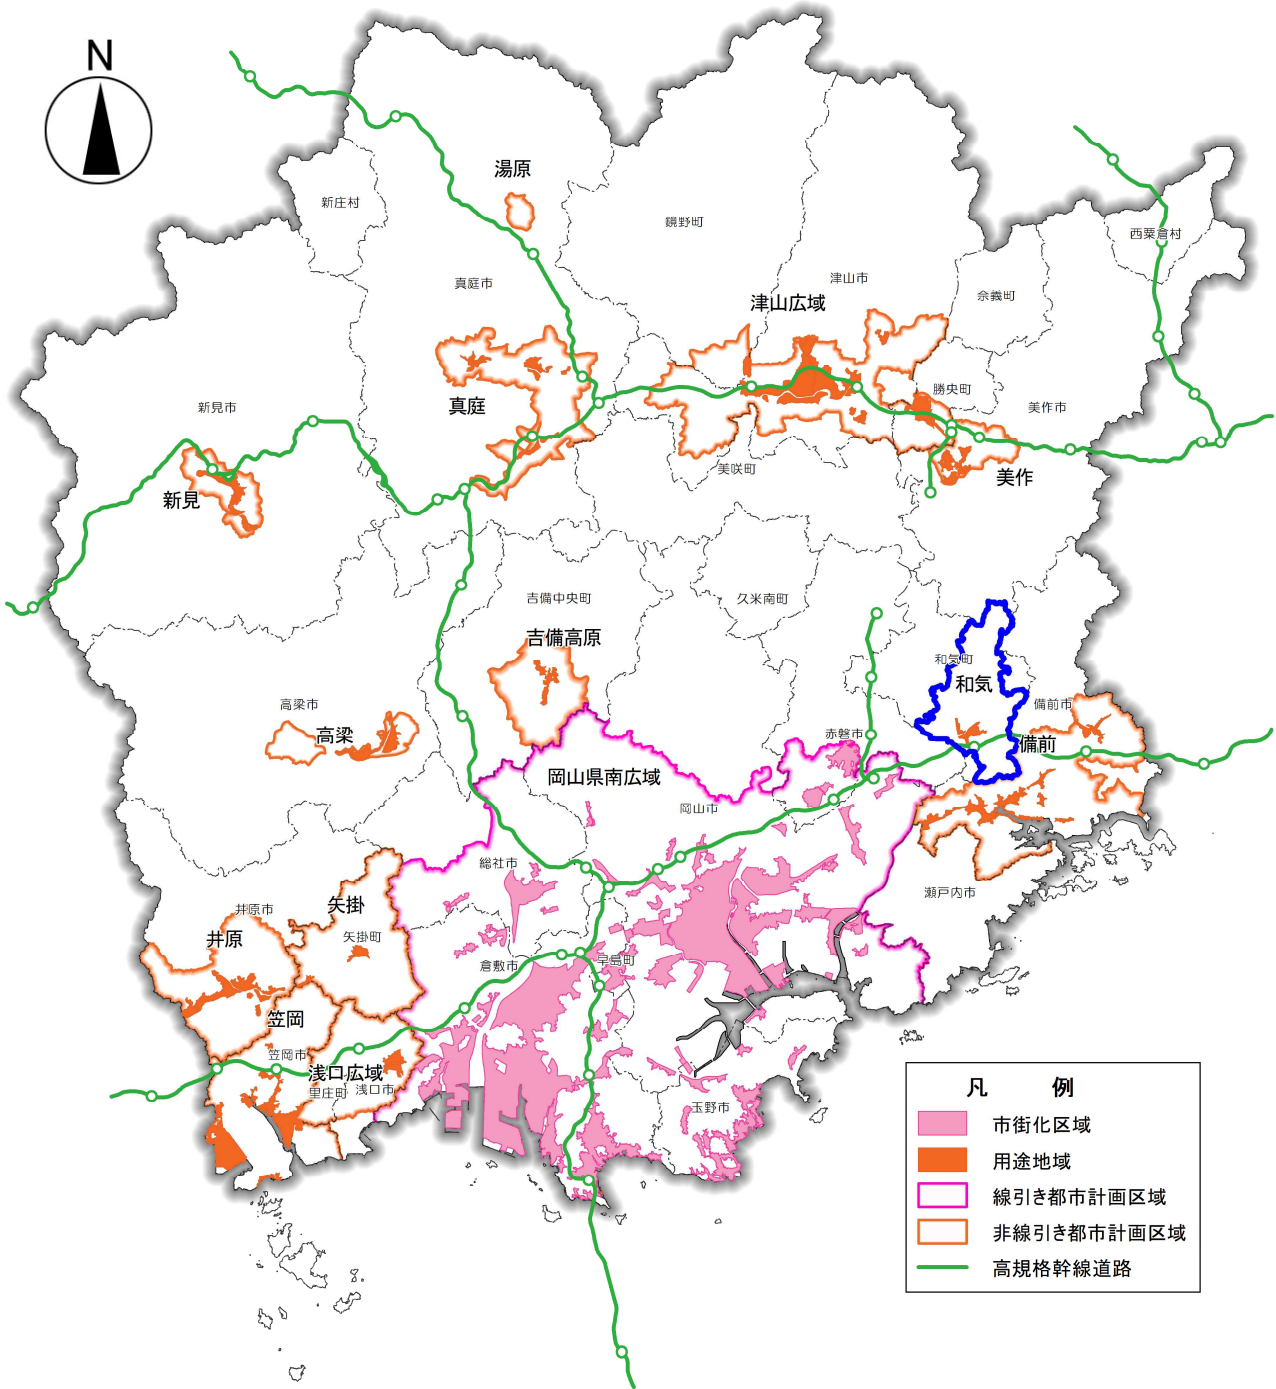 N
湯原
新庄村
鏡野町
西粟倉村
真庭市
津山市
奈義町
津山広域
勝央町
真庭
新見市
美作市
美咲町
美作
新見
吉備中央町
久米南町
吉備高原
和気町
和気
高梁市
備前市
高梁
赤磐市
備前
岡山県南広域
岡山市
総社市
瀬戸内市
矢掛
井原市
井原
矢掛町
早島町
倉敷市
笠岡
笠岡市
浅口広域
里庄町
浅口市
玉野市
凡 例
市街化区域
用途地域
線引き都市計画区域
非線引き都市計画区域
高規格幹線道路